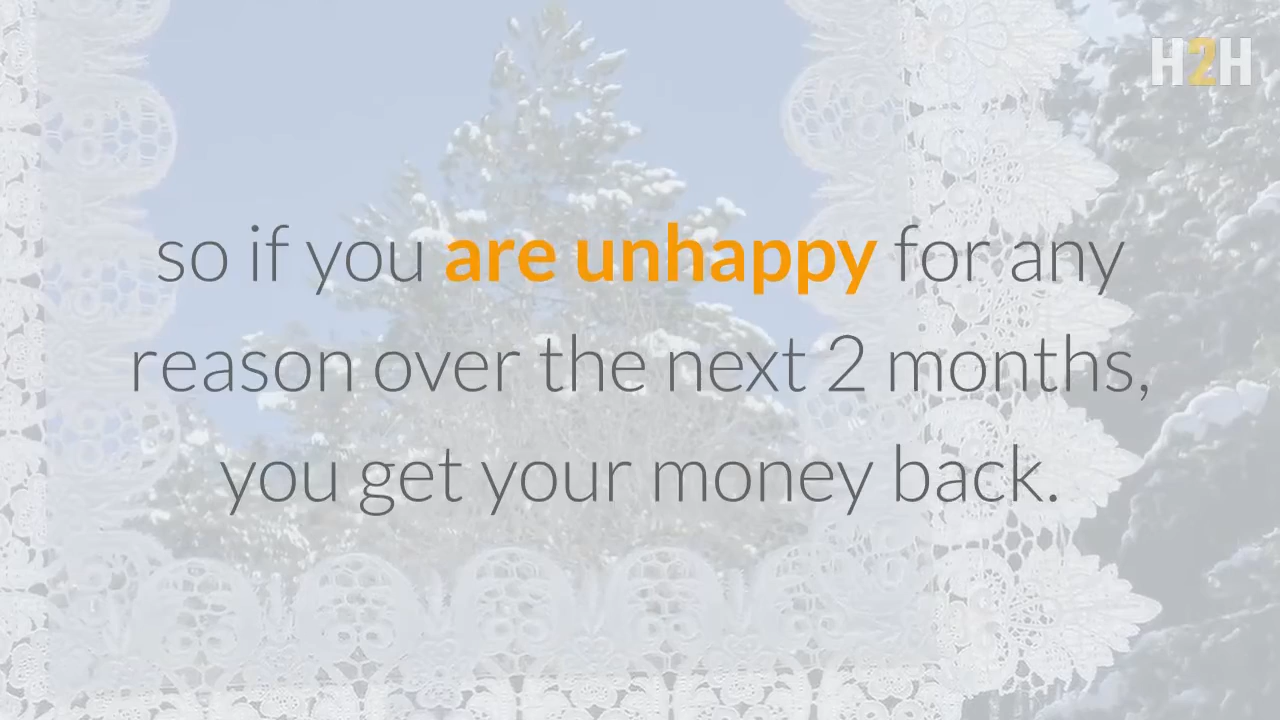 H2H
so if you are unhappy for any
reason over the next 2 months,
you get your money back.